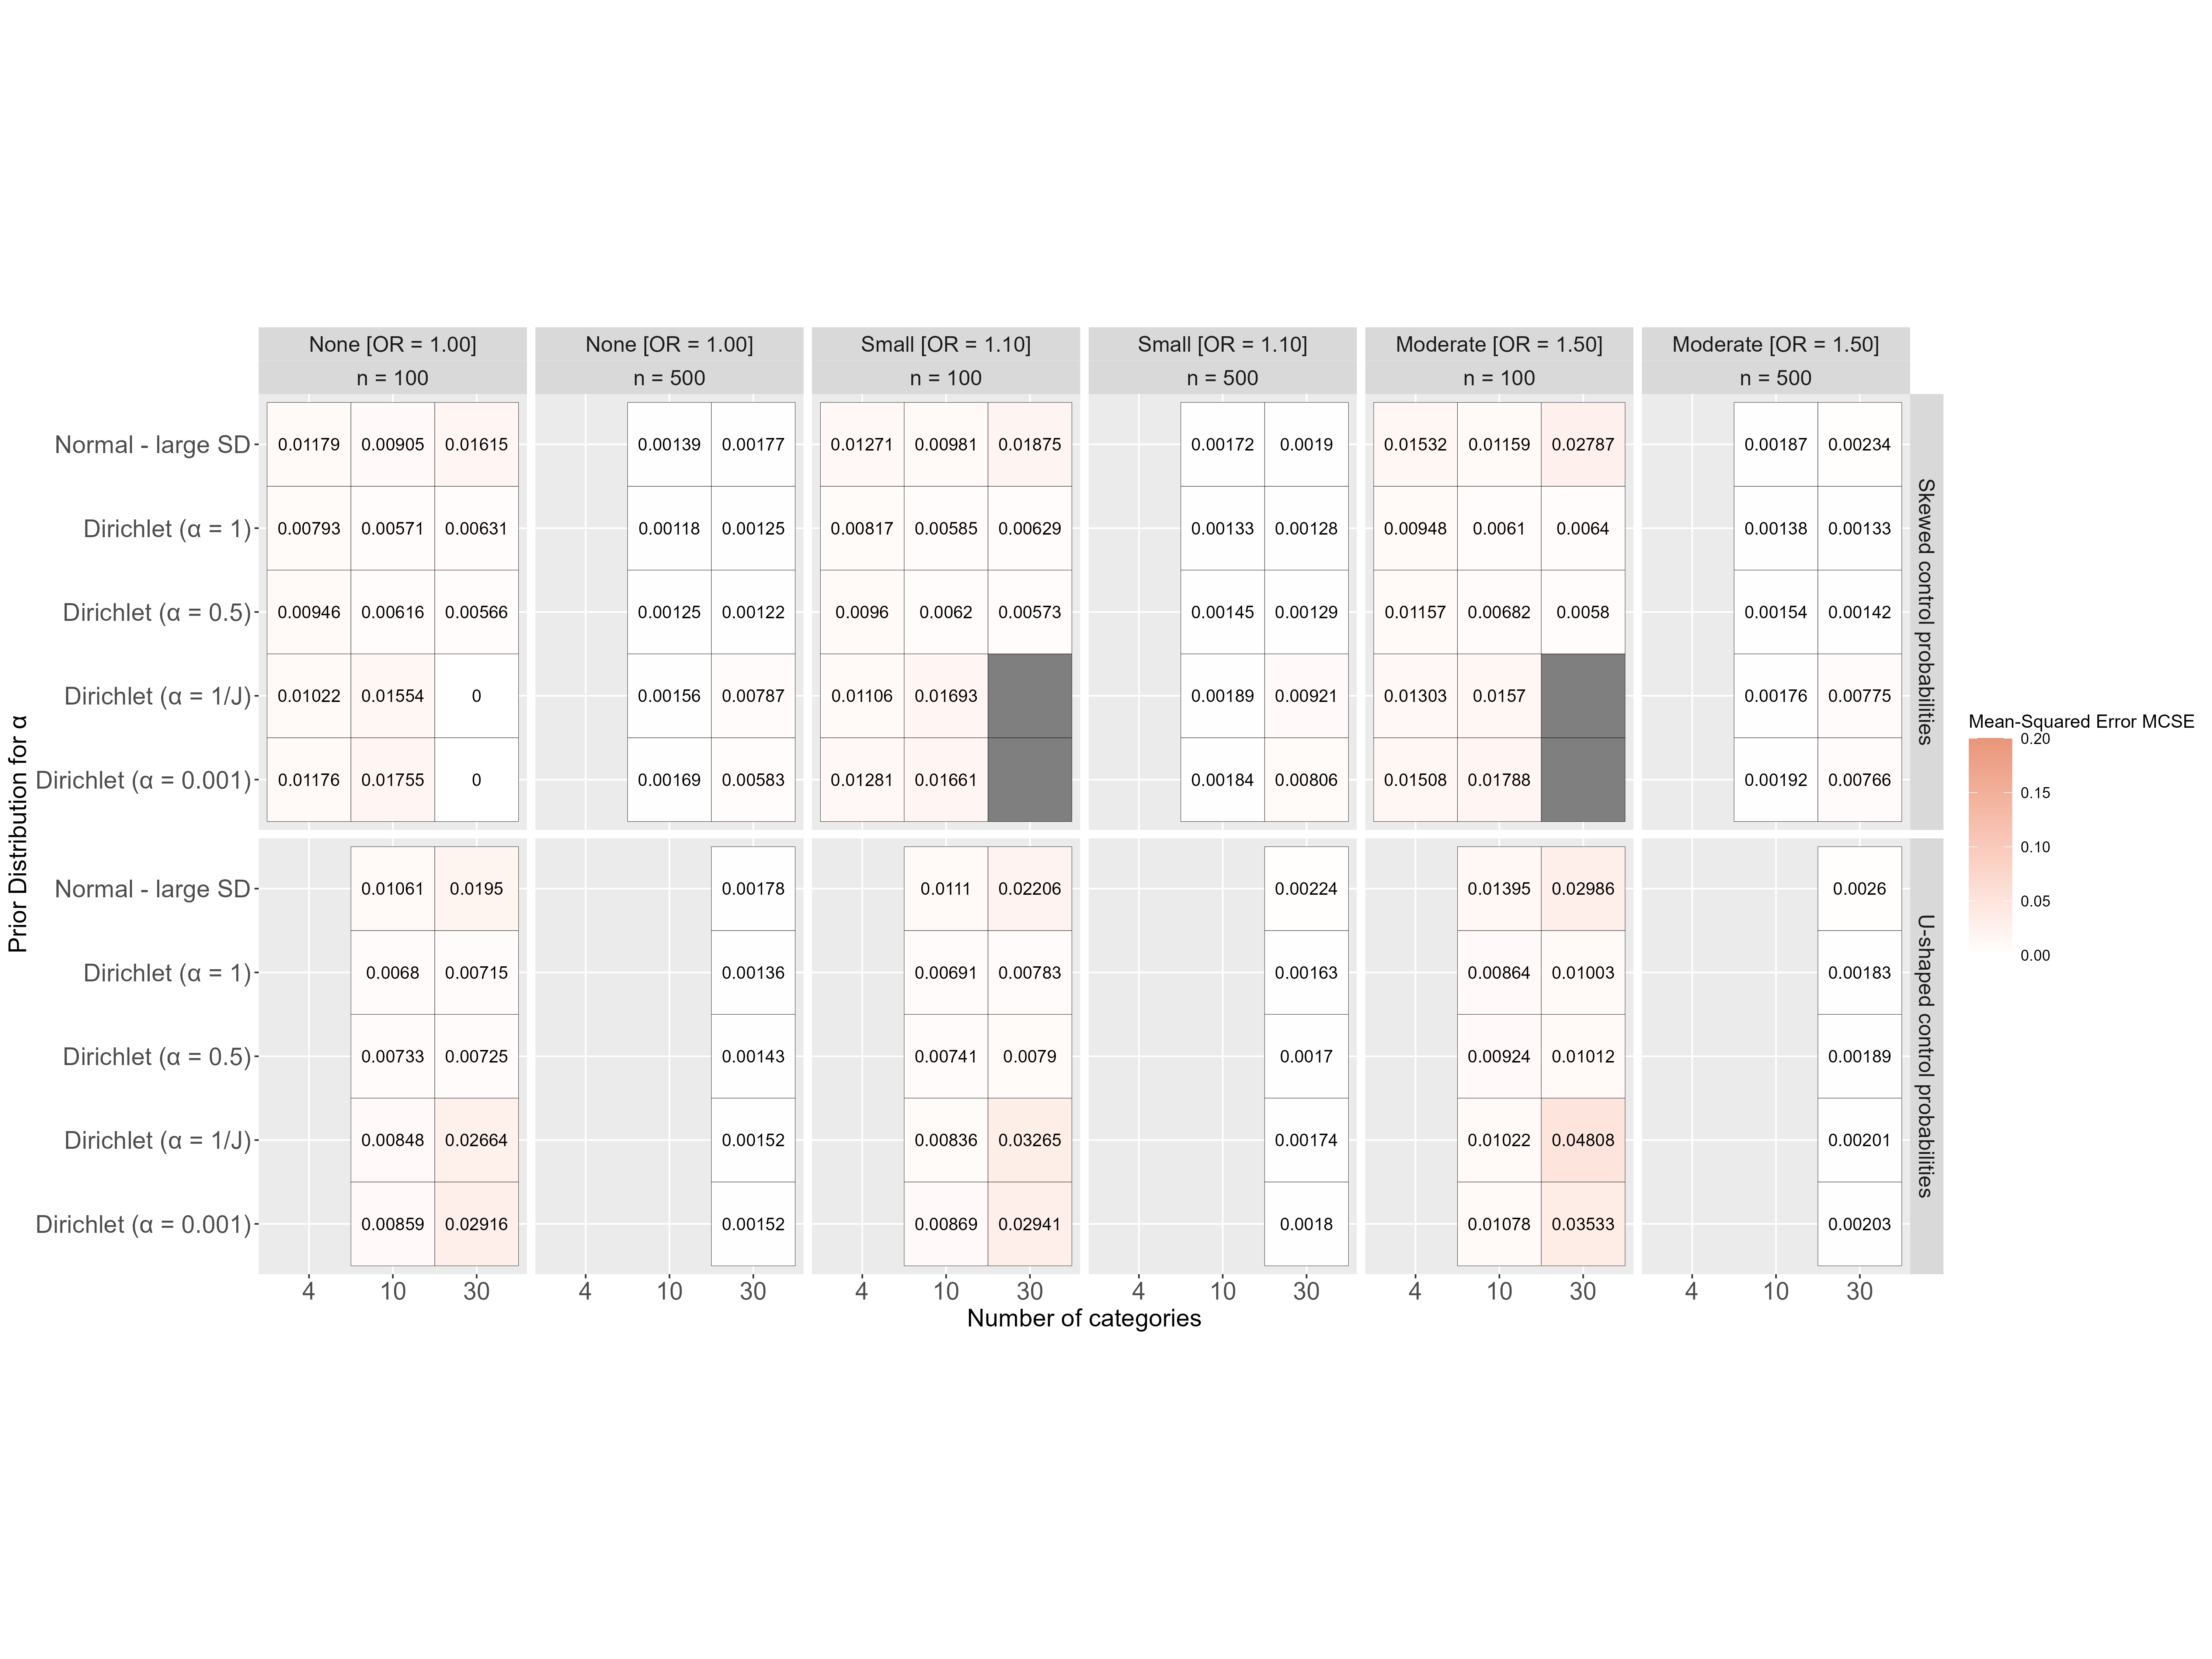 None [OR = 1.00] None [OR = 1.00] Small [OR = 1.10] Small [OR = 1.10] Moderate [OR = 1.50] Moderate [OR = 1.50]
n = 100 n = 500 n = 100 n = 500 n = 100 n = 500
Normal - large SD 0.01179 0.00905 0.01615 0.00139 0.00177 0.01271 0.00981 0.01875 0.00172 0.0019 0.01532 0.01159 0.02787 0.00187 0.00234
Dirichlet (α = 1) 0.00793 0.00571 0.00631 0.00118 0.00125 0.00817 0.00585 0.00629 0.00133 0.00128 0.00948 0.0061 0.0064 0.00138 0.00133
Dirichlet (α = 0.5) 0.00946 0.00616 0.00566 0.00125 0.00122 0.0096 0.0062 0.00573 0.00145 0.00129 0.01157 0.00682 0.0058 0.00154 0.00142
Dirichlet (α = 1/J) 0.01022 0.01554 0 0.00156 0.00787 0.01106 0.01693 0.00189 0.00921 0.01303 0.0157 0.00176 0.00775
Dirichlet (α = 0.001) 0.01176 0.01755 0 0.00169 0.00583 0.01281 0.01661 0.00184 0.00806 0.01508 0.01788 0.00192 0.00766
Skewed control probabilities
Normal - large SD 0.01061 0.0195 0.00178 0.0111 0.02206 0.00224 0.01395 0.02986 0.0026
Dirichlet (α = 1) 0.0068 0.00715 0.00136 0.00691 0.00783 0.00163 0.00864 0.01003 0.00183
Dirichlet (α = 0.5) 0.00733 0.00725 0.00143 0.00741 0.0079 0.0017 0.00924 0.01012 0.00189
Dirichlet (α = 1/J) 0.00848 0.02664 0.00152 0.00836 0.03265 0.00174 0.01022 0.04808 0.00201
Dirichlet (α = 0.001) 0.00859 0.02916 0.00152 0.00869 0.02941 0.0018 0.01078 0.03533 0.00203
U-shaped control probabilities
4 10 30 4 10 30 4 10 30 4 10 30 4 10 30 4 10 30
Number of categories
Prior Distribution for α
Mean-Squared Error MCSE
0.20
0.15
0.10
0.05
0.00